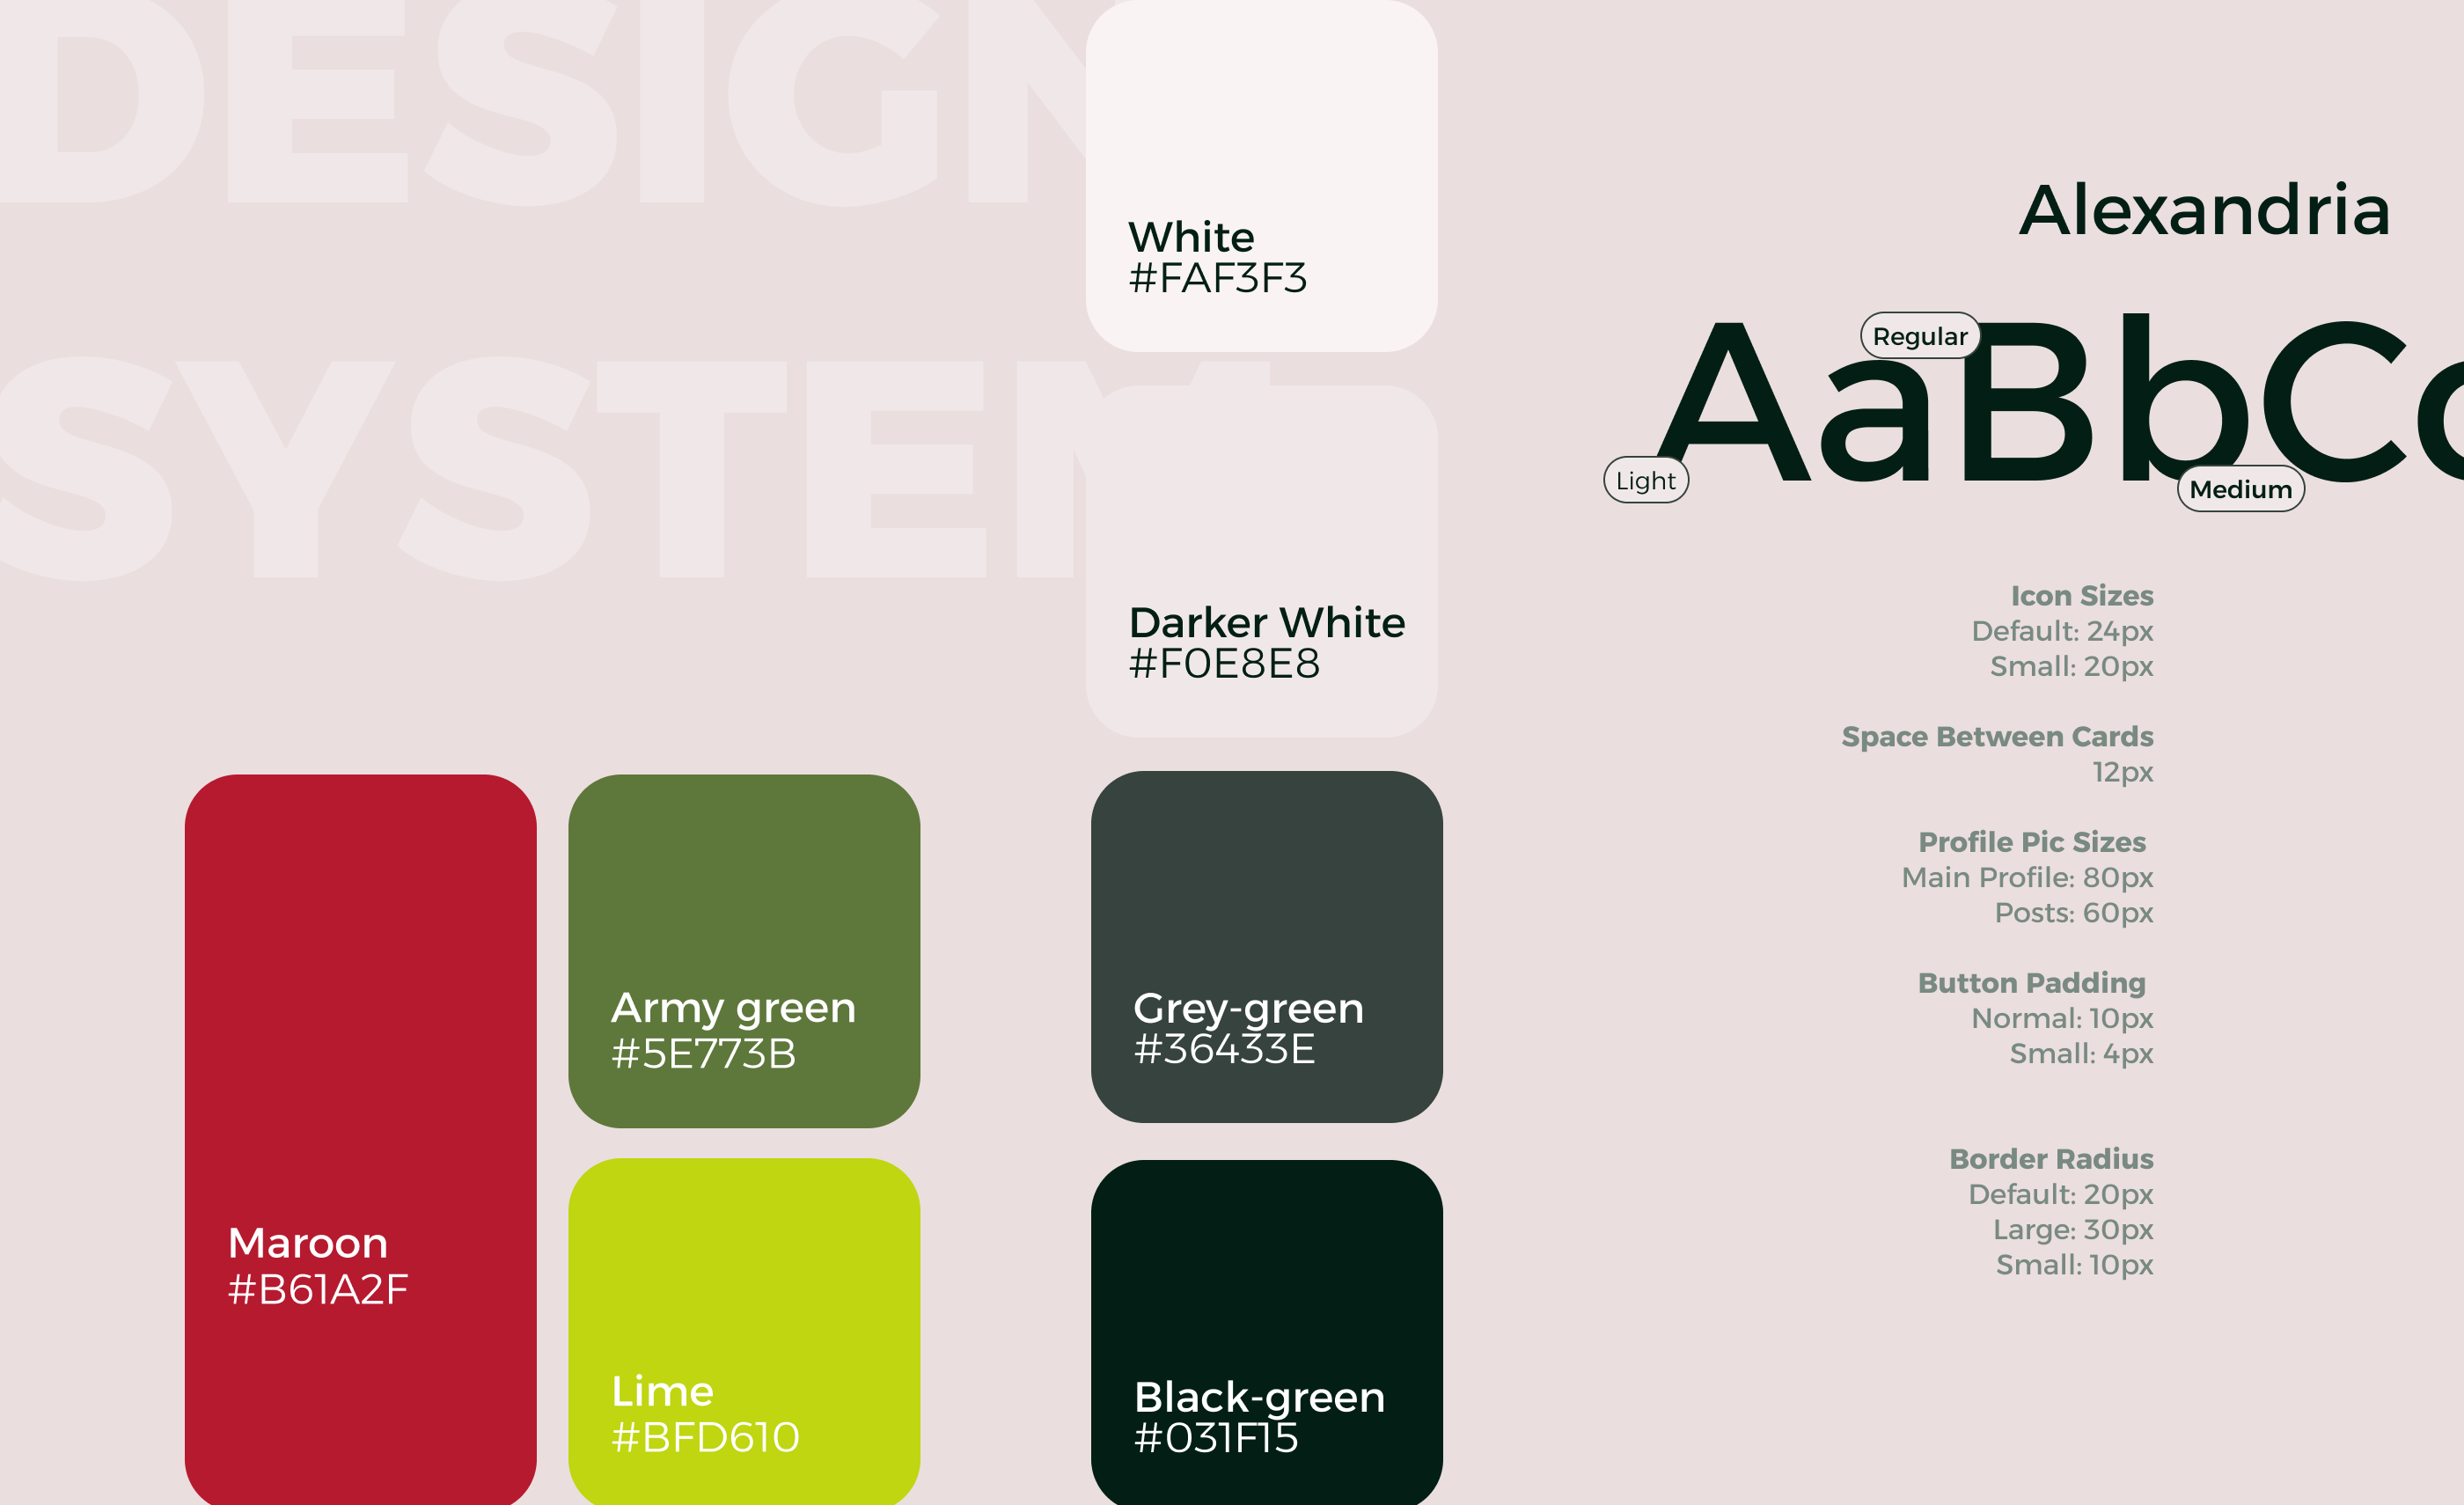 DESIGN
SYSTEM
White
#FAF3F3
Darker White
#F0E8E8
Maroon
#B61A2F
Army green
#5E773B
Lime
#BFD610
Grey-green
#36433E
Black-green
#031F15
Alexandria
AaBbCc
Regular
Light
Medium
Icon Sizes
Default: 24px
Small: 20px
Space Between Cards
12px
Profile Pic Sizes
Main Profile: 80px
Posts: 60px
Button Padding
Normal: 10px
Small: 4px
Border Radius
Default: 20px
Large: 30px
Small: 10px